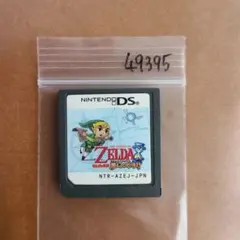 49395
NINTENDO DS
ZELDA
NTR-AZEJ-JPN